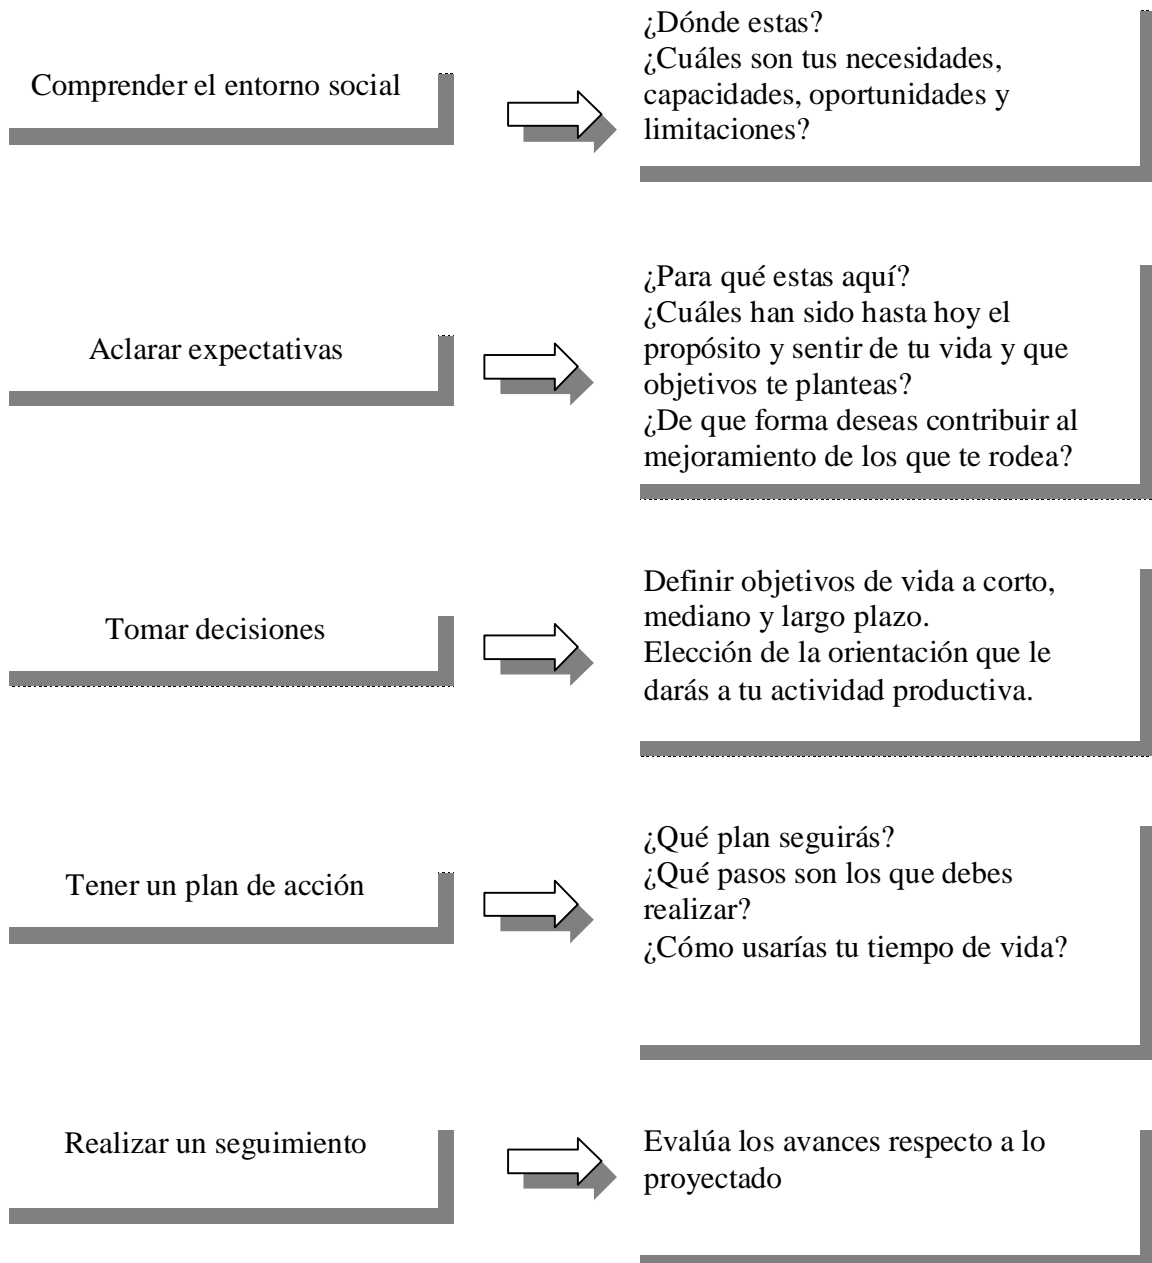 Comprender el entorno social
¿Dónde estas?
¿Cuáles son tus necesidades,
capacidades, oportunidades y
limitaciones?
Aclarar expectativas
¿Para qué estas aquí?
¿Cuáles han sido hasta hoy el
propósito y sentir de tu vida y que
objetivos te planteas?
¿De que forma deseas contribuir al
mejoramiento de los que te rodea?
Tomar decisiones
Definir objetivos de vida a corto,
mediano y largo plazo.
Elección de la orientación que le
darás a tu actividad productiva.
Tener un plan de acción
¿Qué plan seguirás?
¿Qué pasos son los que debes
realizar?
¿Cómo usarías tu tiempo de vida?
Realizar un seguimiento
Evalúa los avances respecto a lo
proyectado